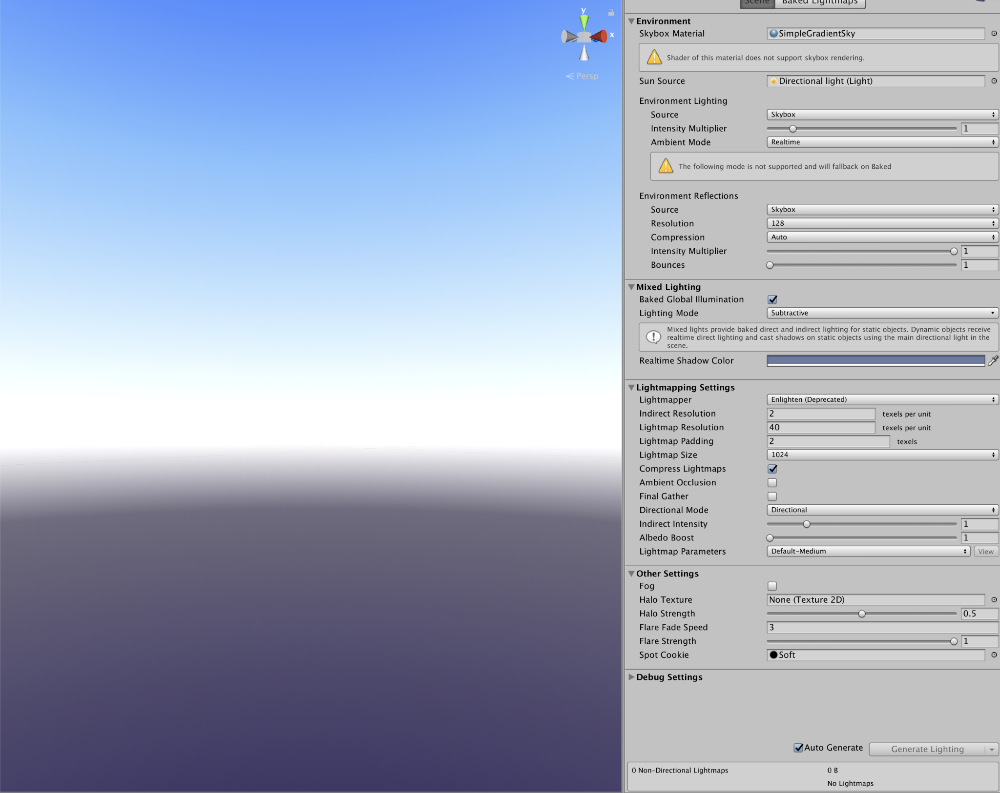 y
x
Persp
Scene Baked Lightmaps
Environment
Skybox Material SimpleGradientSky
Shader of this material does not support skybox rendering.
Sun Source Directional light (Light)
Environment Lighting
Source Skybox
Intensity Multiplier 1
Ambient Mode Realtime
The following mode is not supported and will fallback on Baked
Environment Reflections
Source Skybox
Resolution 128
Compression Auto
Intensity Multiplier 1
Bounces 1
Mixed Lighting
Baked Global Illumination
Lighting Mode Subtractive
Mixed lights provide baked direct and indirect lighting for static objects. Dynamic objects receive
realtime direct lighting and cast shadows on static objects using the main directional light in the
scene.
Realtime Shadow Color
Lightmapping Settings
Lightmapper Enlighten (Deprecated)
Indirect Resolution 2 texels per unit
Lightmap Resolution 40 texels per unit
Lightmap Padding 2 texels
Lightmap Size 1024
Compress Lightmaps
Ambient Occlusion
Final Gather
Directional Mode Directional
Indirect Intensity 1
Albedo Boost 1
Lightmap Parameters Default-Medium View
Other Settings
Fog
Halo Texture None (Texture 2D)
Halo Strength 0.5
Flare Fade Speed 3
Flare Strength 1
Spot Cookie Soft
Debug Settings
Auto Generate Generate Lighting
0 Non-Directional Lightmaps 0 B
No Lightmaps